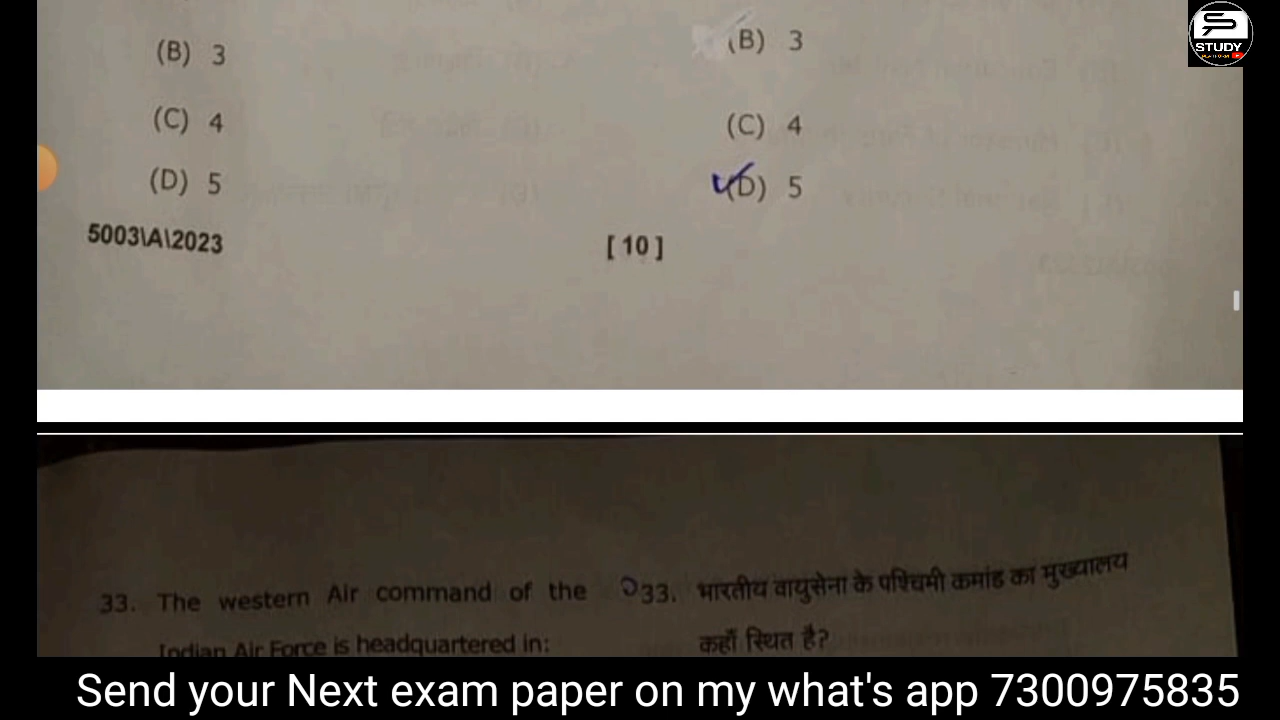 STUDY
(B) 3
(C) 4
(D) 5
(B) 3
(C) 4
(D) 5
5003\A\2023
[ 10 ]
33. The western Air command of the
Indian Air Force is headquartered in:
33. भारतीय वायुसेना के पश्चिमी कमांड का मुख्यालय
कहाँ स्थित है?
Send your Next exam paper on my what's app 7300975835